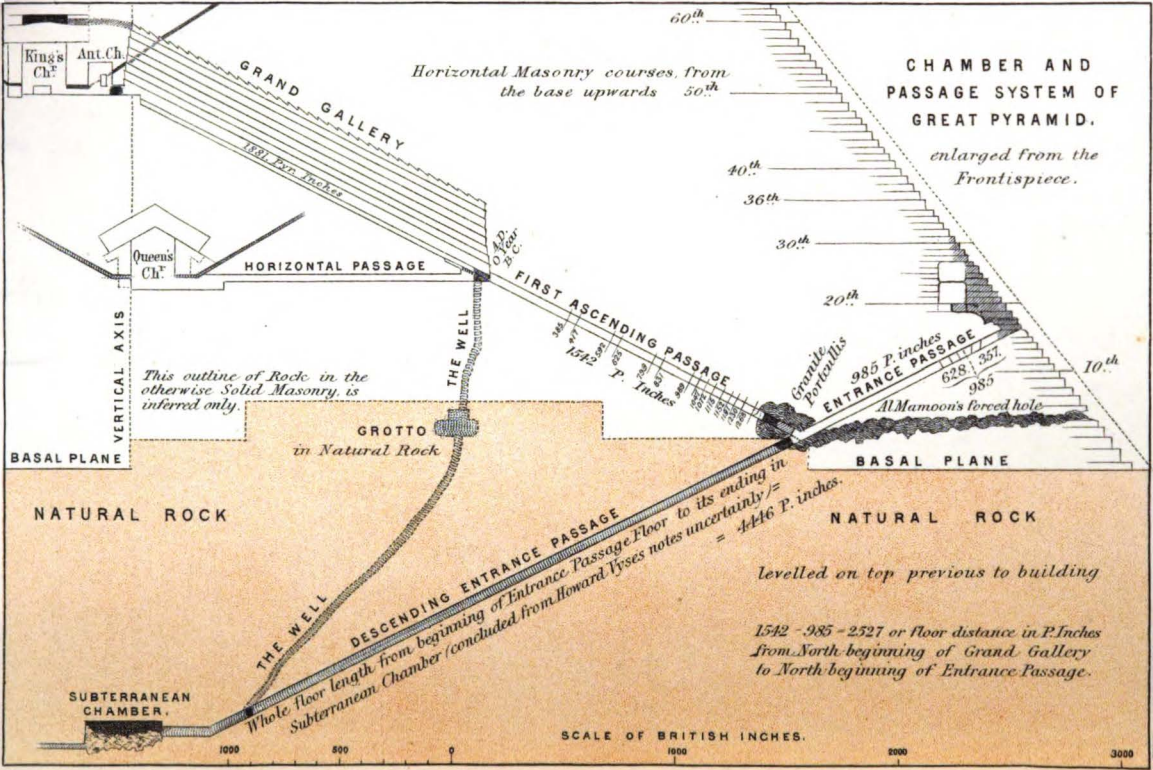 CHAMBER AND
PASSAGE SYSTEM OF
GREAT PYRAMID.
enlarged from the
Frontispiece.
Horizontal Masonry courses, from
the base upwards
60th
50th
40th
36th
30th
20th
10th
King's
Chr
Ant. Ch.
GRAND GALLERY
1881. Pyn Inches
Queen's
Chr
HORIZONTAL PASSAGE
A.D.
0 Year
B.C.
FIRST ASCENDING PASSAGE
1542
P. Inches
Granite
Portcullis
985 P. inches
ENTRANCE PASSAGE
628. 357.
985
Al Mamoon's forced hole
VERTICAL AXIS
THE WELL
This outline of Rock in the
otherwise Solid Masonry, is
inferred only.
GROTTO
in Natural Rock
BASAL PLANE
BASAL PLANE
NATURAL ROCK
NATURAL ROCK
levelled on top previous to building
DESCENDING ENTRANCE PASSAGE
Whole floor length from beginning of Entrance Passage Floor to its ending in
Subterranean Chamber (concluded from Howard Vyse's notes uncertainly) =
= 4446 P. inches.
1542 - 985 = 2527 or floor distance in P. Inches
from North beginning of Grand Gallery
to North beginning of Entrance Passage.
THE WELL
SUBTERRANEAN
CHAMBER.
SCALE OF BRITISH INCHES.
1000 500 0 1000 2000 3000